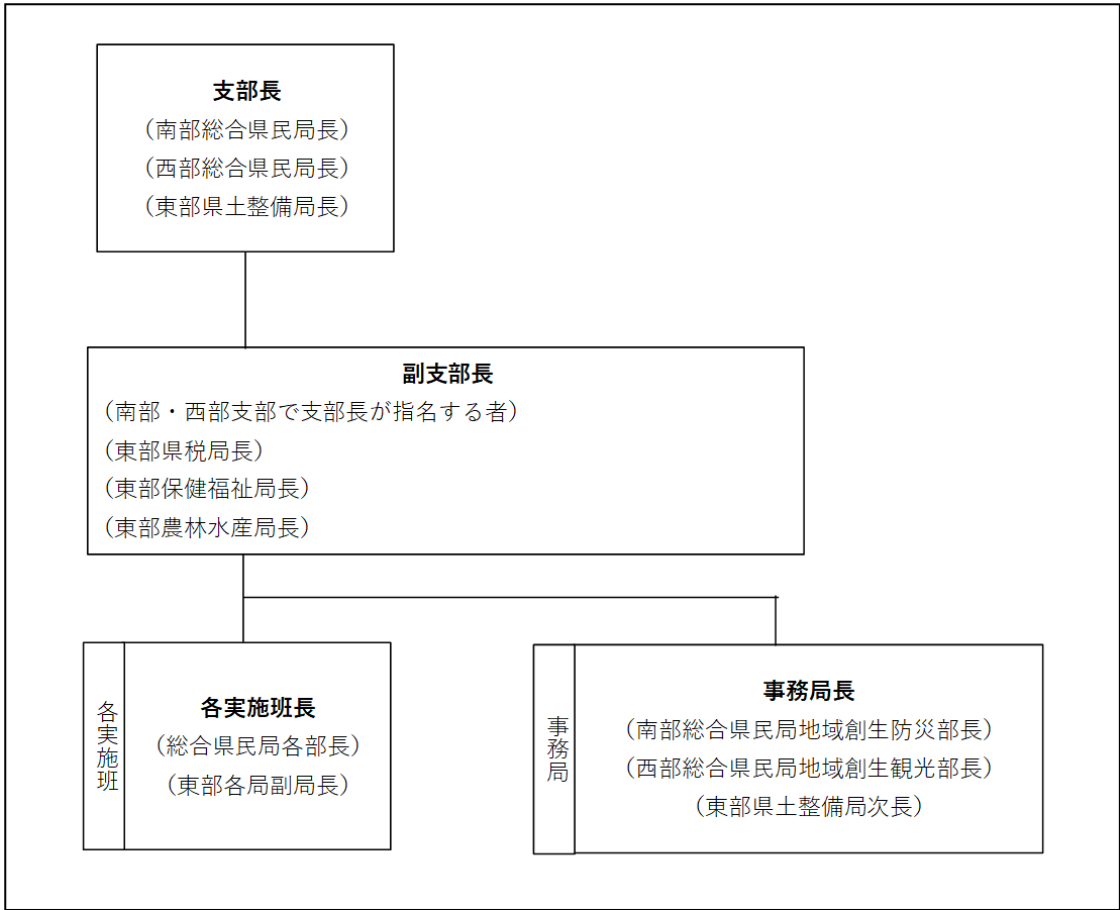 支部長
（南部総合県民局長）
（西部総合県民局長）
（東部県土整備局長）
副支部長
（南部・西部支部で支部長が指名する者）
（東部県税局長）
（東部保健福祉局長）
（東部農林水産局長）
各実施班
各実施班長
（総合県民局各部長）
（東部各局副局長）
事務局
事務局長
（南部総合県民局地域創生防災部長）
（西部総合県民局地域創生観光部長）
（東部県土整備局次長）